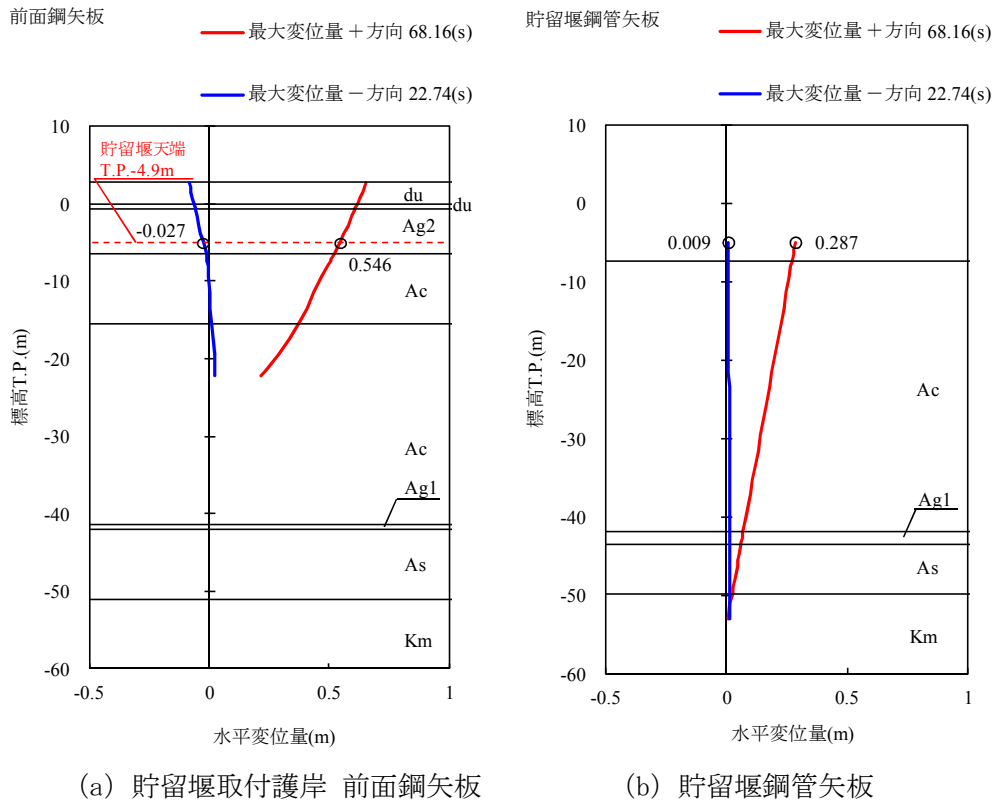 前面鋼矢板
最大変位量+方向 68.16(s)
最大変位量-方向 22.74(s)
10
0
-10
-20
-30
-40
-50
-60
標高T.P.(m)
貯留堰天端
T.P.-4.9m
-0.027
0.546
du
du
Ag2
Ac
Ac
Ag1
As
Km
-0.5
0
0.5
1
水平変位量(m)
(a) 貯留堰取付護岸 前面鋼矢板
貯留堰鋼管矢板
最大変位量+方向 68.16(s)
最大変位量-方向 22.74(s)
10
0
-10
-20
-30
-40
-50
-60
標高T.P.(m)
0.009
0.287
Ac
Ag1
As
Km
-0.5
0
0.5
1
水平変位量(m)
(b) 貯留堰鋼管矢板